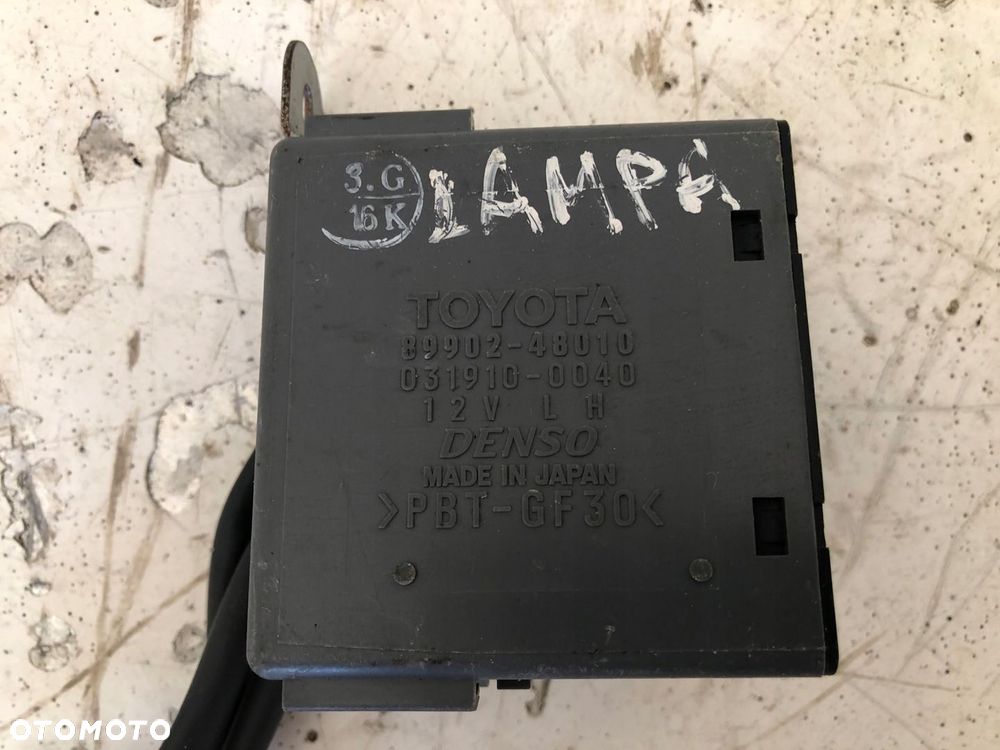 3.G
16K
LAMPA
TOYOTA
89902-48010
031910-0040
12V LH
DENSO
MADE IN JAPAN
>PBT-GF30<
OTOMOTO